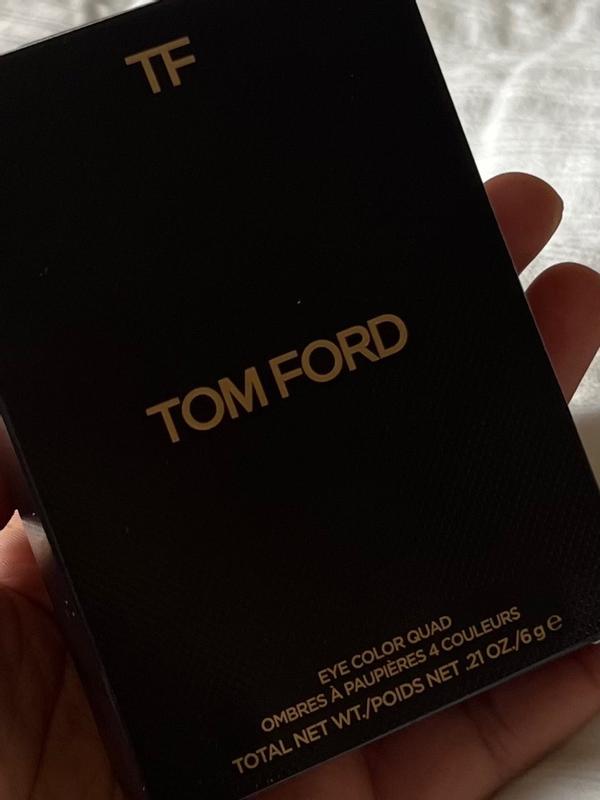 TF
TOM FORD
EYE COLOR QUAD
OMBRES À PAUPIÈRES 4 COULEURS
TOTAL NET WT./POIDS NET .21 OZ./6 g e